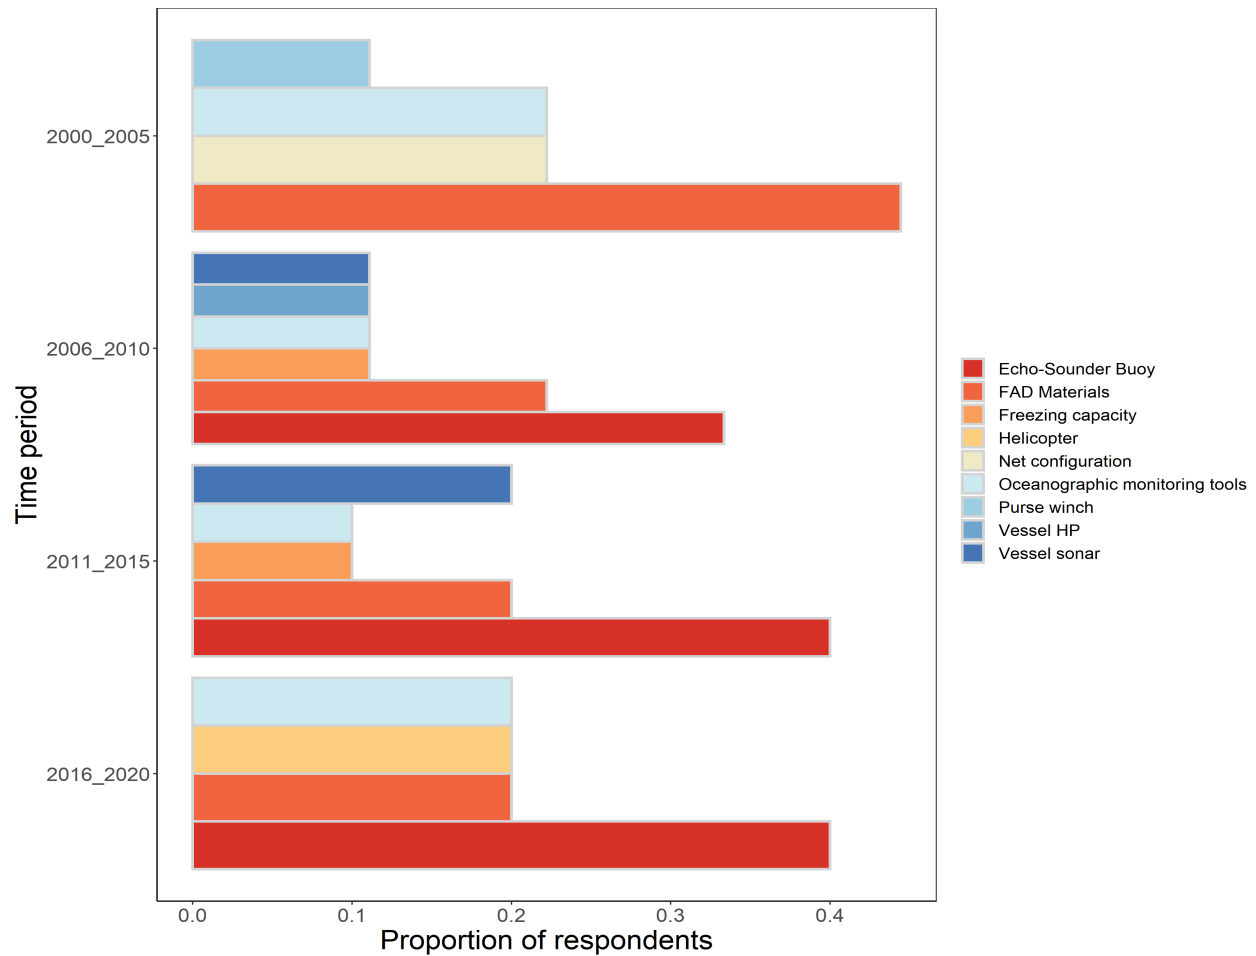 Time period
2000_2005
2006_2010
2011_2015
2016_2020
0.0
0.1
0.2
0.3
0.4
Proportion of respondents
Echo-Sounder Buoy
FAD Materials
Freezing capacity
Helicopter
Net configuration
Oceanographic monitoring tools
Purse winch
Vessel HP
Vessel sonar